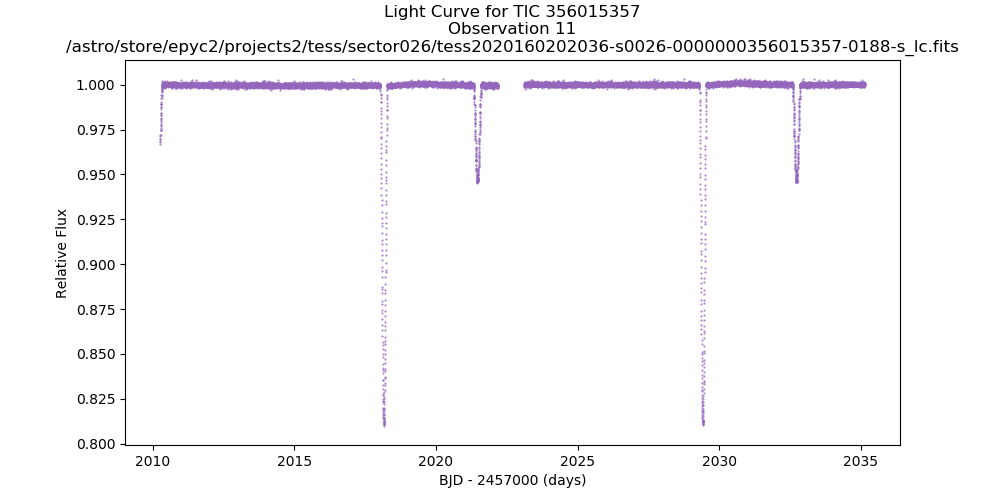 Light Curve for TIC 356015357
Observation 11
/astro/store/epyc2/projects2/tess/sector026/tess2020160202036-s0026-0000000356015357-0188-s_lc.fits
1.000
0.975
0.950
0.925
0.900
0.875
0.850
0.825
0.800
Relative Flux
2010 2015 2020 2025 2030 2035
BJD - 2457000 (days)